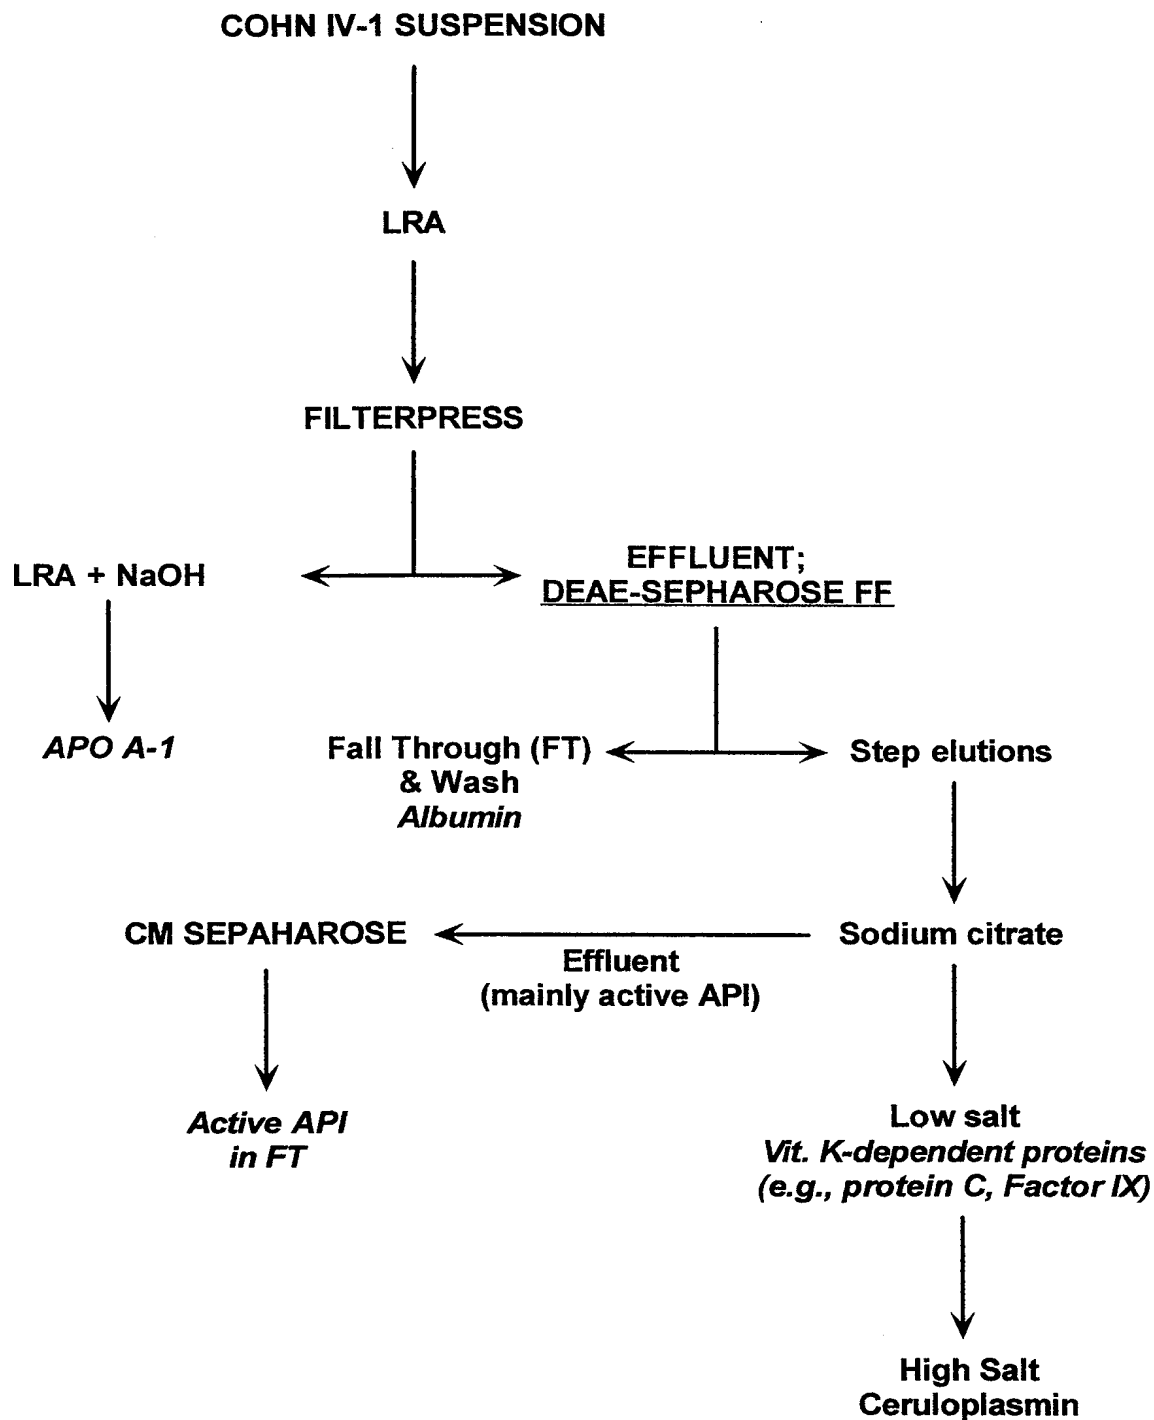 COHN IV-1 SUSPENSION
LRA
FILTERPRESS
LRA + NaOH
EFFLUENT;
DEAE-SEPHAROSE FF
APO A-1
Fall Through (FT)
& Wash
Albumin
Step elutions
CM SEPAHAROSE
Effluent
(mainly active API)
Sodium citrate
Active API
in FT
Low salt
Vit. K-dependent proteins
(e.g., protein C, Factor IX)
High Salt
Ceruloplasmin